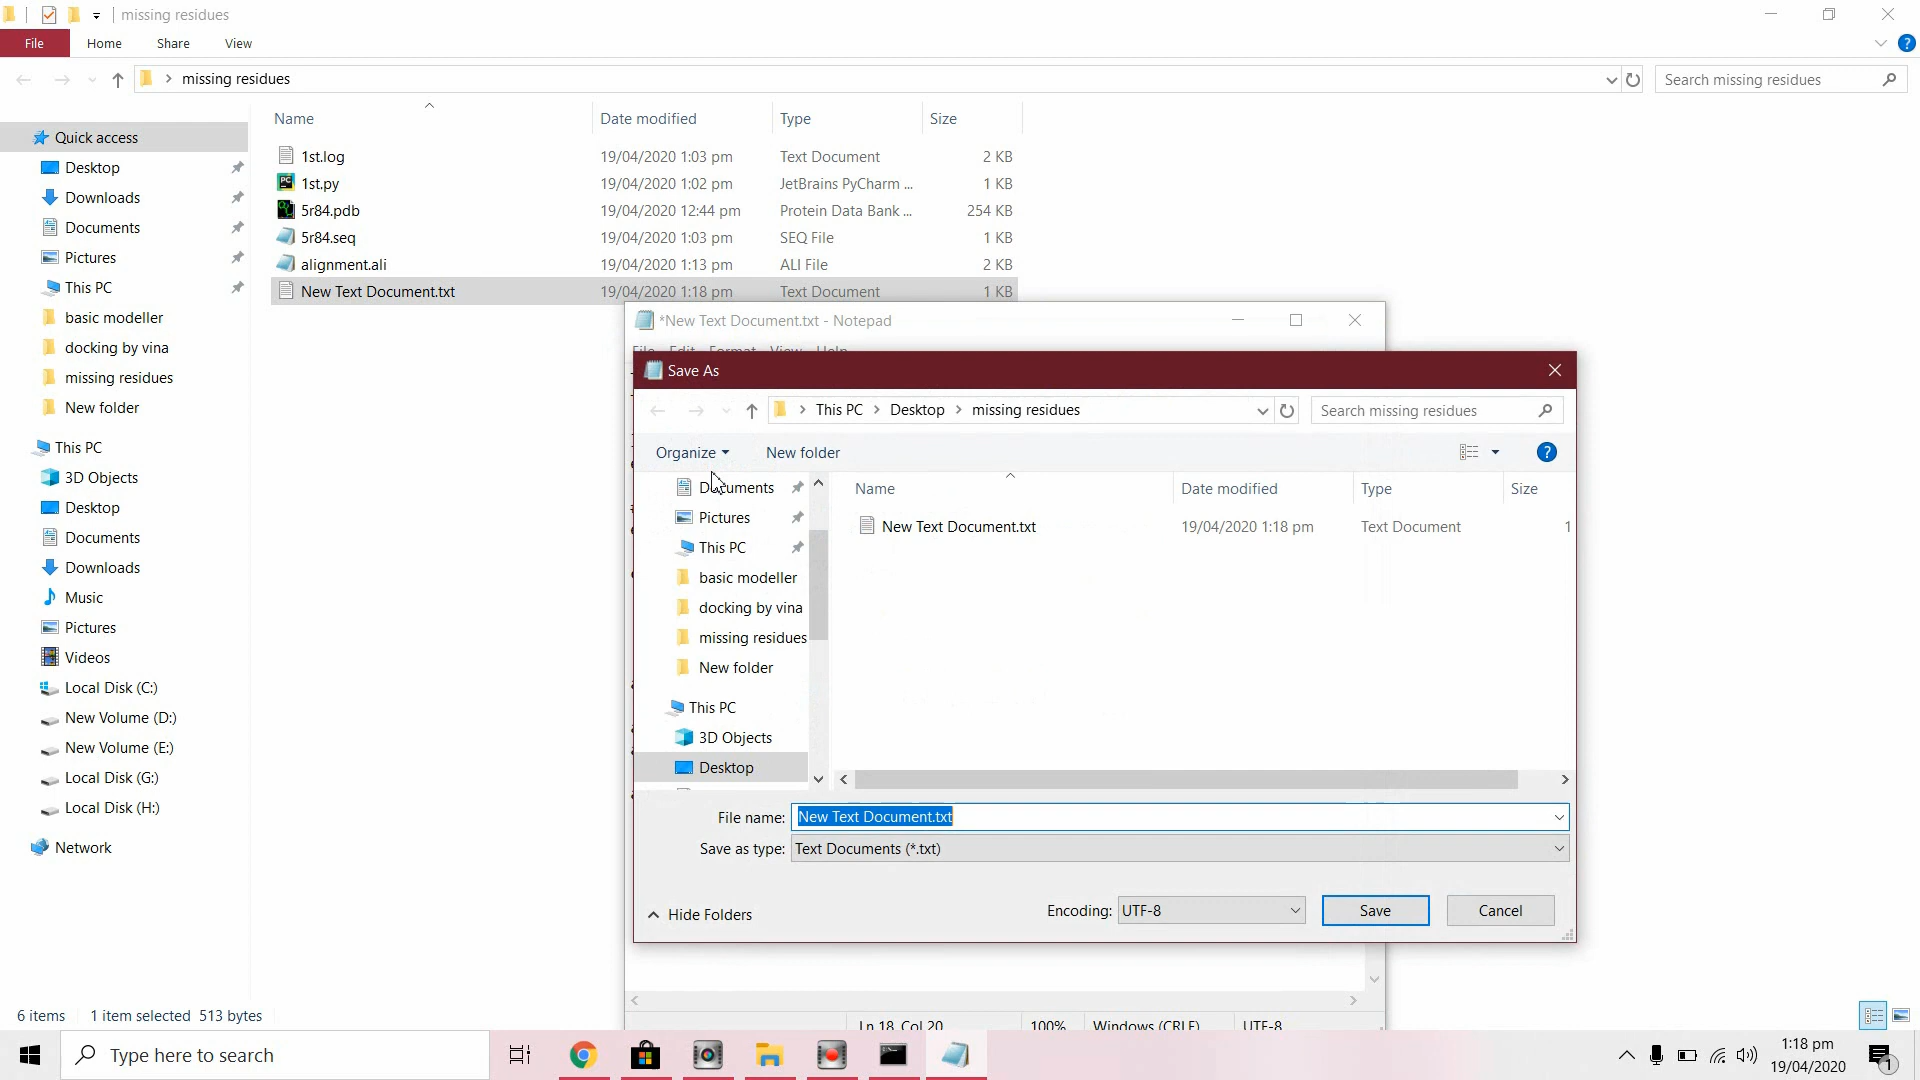 missing residues
File Home Share View
missing residues
Search missing residues
Name Date modified Type Size
Quick access
Desktop
Downloads
Documents
Pictures
This PC
basic modeller
docking by vina
missing residues
New folder
This PC
3D Objects
Desktop
Documents
Downloads
Music
Pictures
Videos
Local Disk (C:)
New Volume (D:)
New Volume (E:)
Local Disk (G:)
Local Disk (H:)
Network
1st.log 19/04/2020 1:03 pm Text Document 2 KB
1st.py 19/04/2020 1:02 pm JetBrains PyCharm ... 1 KB
5r84.pdb 19/04/2020 12:44 pm Protein Data Bank ... 254 KB
5r84.seq 19/04/2020 1:03 pm SEQ File 1 KB
alignment.ali 19/04/2020 1:13 pm ALI File 2 KB
New Text Document.txt 19/04/2020 1:18 pm Text Document 1 KB
*New Text Document.txt - Notepad
File Edit Format View Help
Save As
This PC Desktop missing residues
Search missing residues
Organize New folder
Documents
Pictures
This PC
basic modeller
docking by vina
missing residues
New folder
This PC
3D Objects
Desktop
Name Date modified Type Size
New Text Document.txt 19/04/2020 1:18 pm Text Document 1
File name: New Text Document.txt
Save as type: Text Documents (*.txt)
Hide Folders
Encoding: UTF-8
Save Cancel
Ln 18, Col 20 100% Windows (CRLF) UTF-8
6 items 1 item selected 513 bytes
Type here to search
1:18 pm
19/04/2020
1